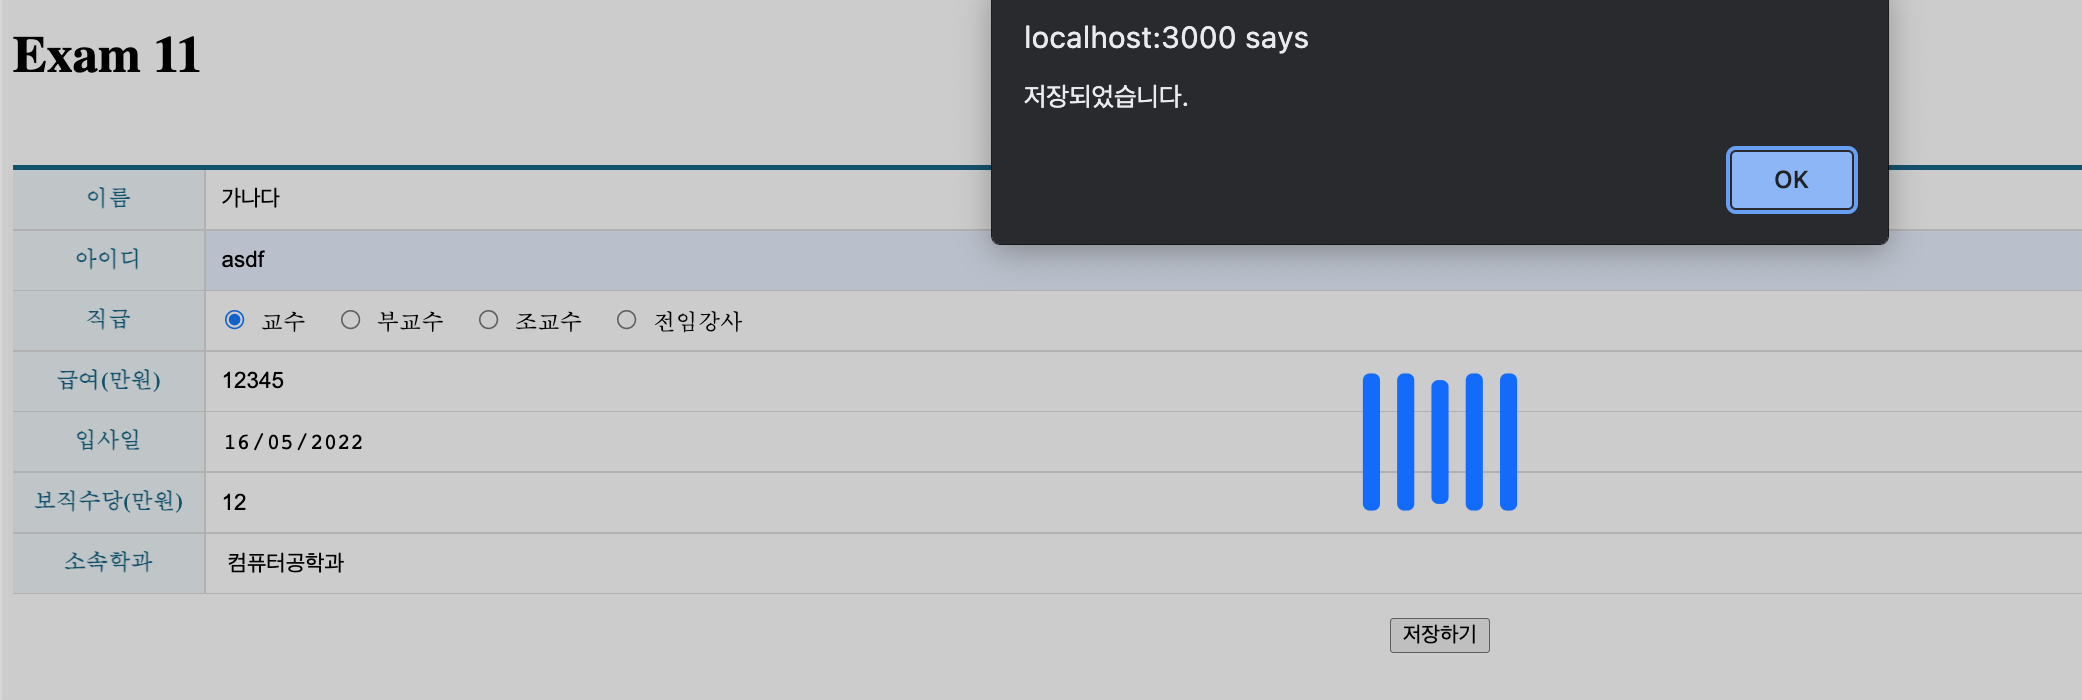 Exam 11
localhost:3000 says
저장되었습니다.
OK
이름 가나다
아이디 asdf
직급 교수 부교수 조교수 전임강사
급여(만원) 12345
입사일 16/05/2022
보직수당(만원) 12
소속학과 컴퓨터공학과
저장하기